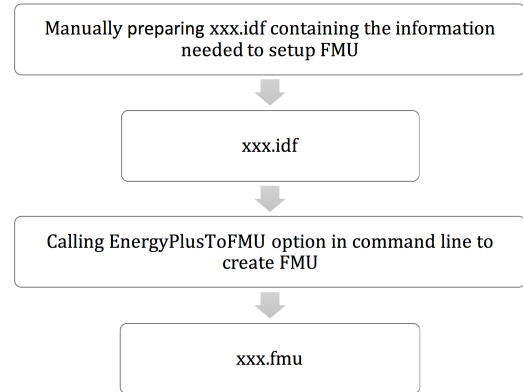 Manually preparing xxx.idf containing the information
needed to setup FMU
xxx.idf
Calling EnergyPlusToFMU option in command line to
create FMU
xxx.fmu